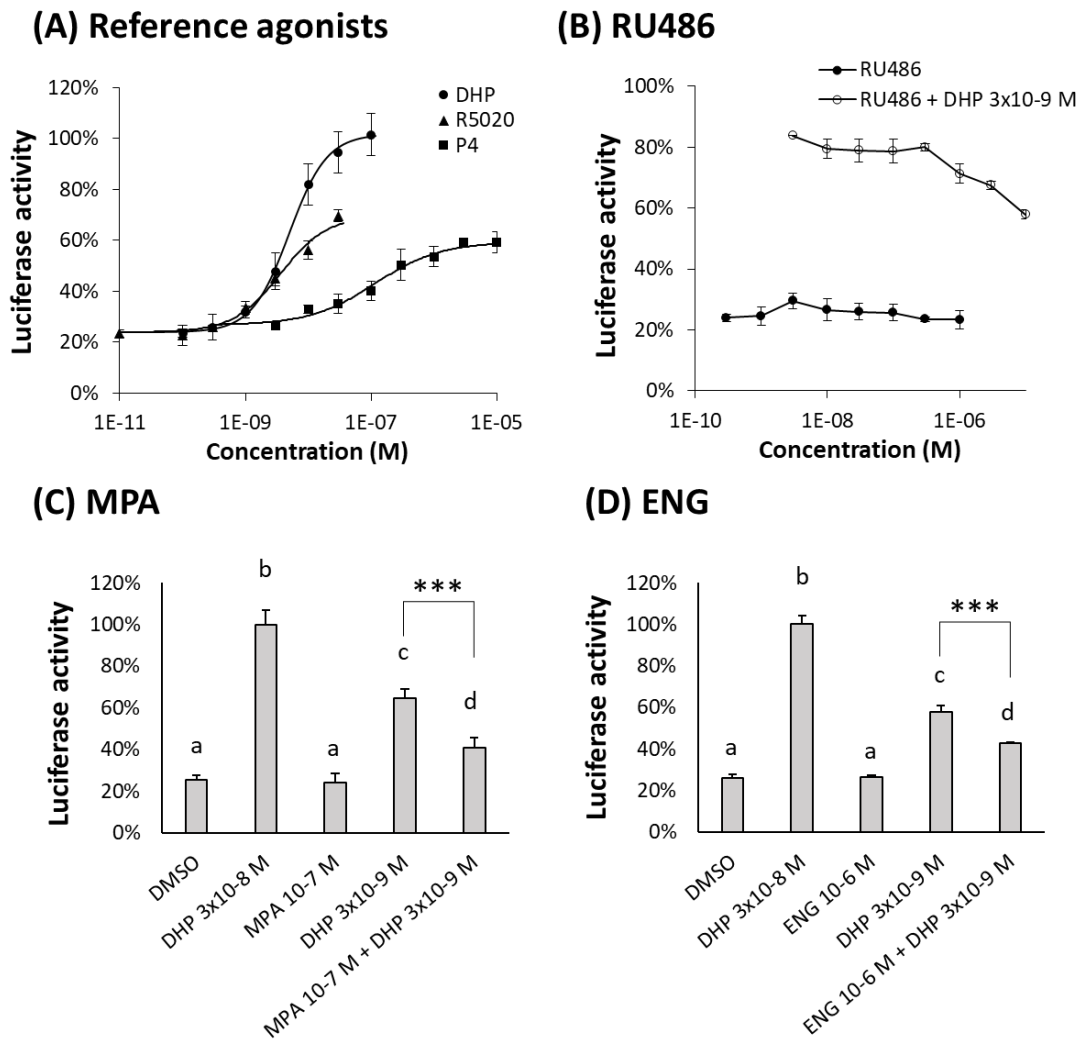 (A) Reference agonists
120%
100%
80%
60%
40%
20%
0%
Luciferase activity
DHP
R5020
P4
1E-11 1E-09 1E-07 1E-05
Concentration (M)
(B) RU486
100%
80%
60%
40%
20%
0%
Luciferase activity
RU486
RU486 + DHP 3x10-9 M
1E-10 1E-08 1E-06
Concentration (M)
(C) MPA
120%
100%
80%
60%
40%
20%
0%
Luciferase activity
a
b
a
c
d
***
DMSO
DHP 3x10-8 M
MPA 10-7 M
DHP 3x10-9 M
MPA 10-7 M + DHP 3x10-9 M
(D) ENG
120%
100%
80%
60%
40%
20%
0%
Luciferase activity
a
b
a
c
d
***
DMSO
DHP 3x10-8 M
ENG 10-6 M
DHP 3x10-9 M
ENG 10-6 M + DHP 3x10-9 M